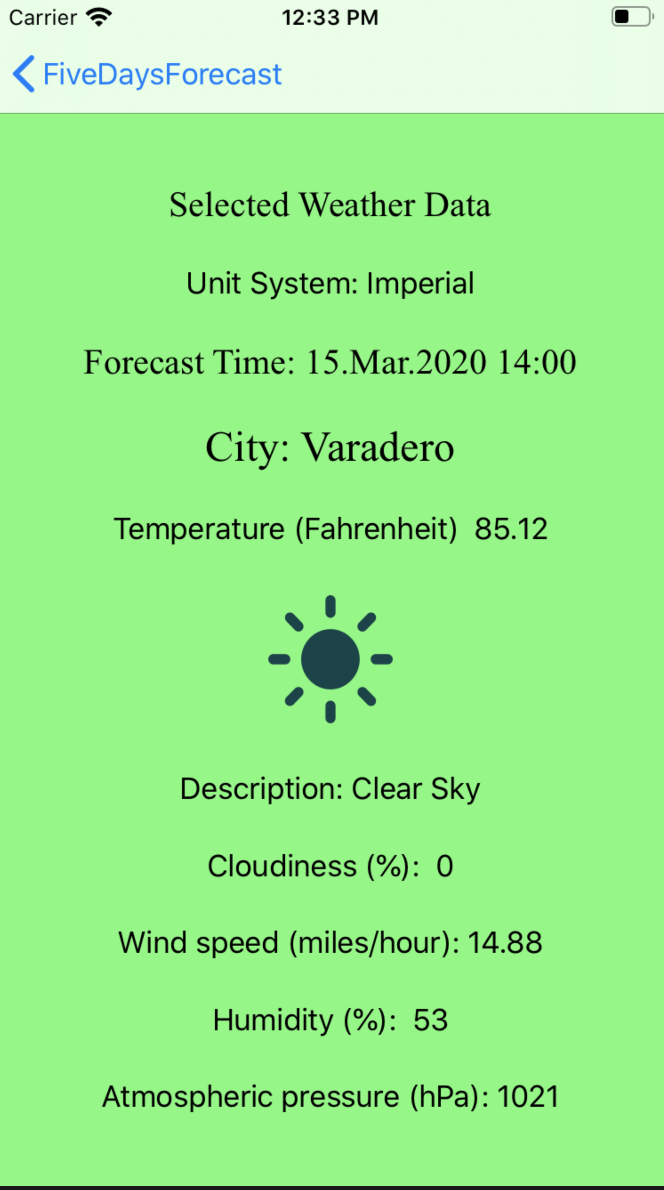 Carrier 12:33 PM
FiveDaysForecast
Selected Weather Data
Unit System: Imperial
Forecast Time: 15.Mar.2020 14:00
City: Varadero
Temperature (Fahrenheit)  85.12
Description: Clear Sky
Cloudiness (%):  0
Wind speed (miles/hour): 14.88
Humidity (%):  53
Atmospheric pressure (hPa): 1021